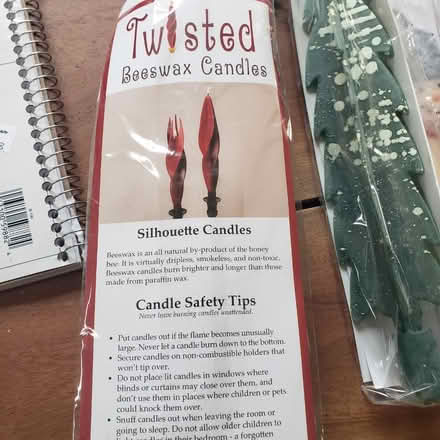 Twisted
Beeswax Candles
Silhouette Candles
Beeswax is an all natural by-product of the honey
bee. It is virtually dripless, smokeless, and non-toxic.
Beeswax candles burn brighter and longer than those
made from paraffin wax.
Candle Safety Tips
Never leave burning candles unattended.
• Put candles out if the flame becomes unusually
large. Never let a candle burn down to the bottom.
• Secure candles on non-combustible holders that
won't tip over.
• Do not place lit candles in windows where
blinds or curtains may close over them, and
don't use them in places where children or pets
could knock them over.
• Snuff candles out when leaving the room or
going to sleep. Do not allow older children to
candles in their bedroom - a forgotten